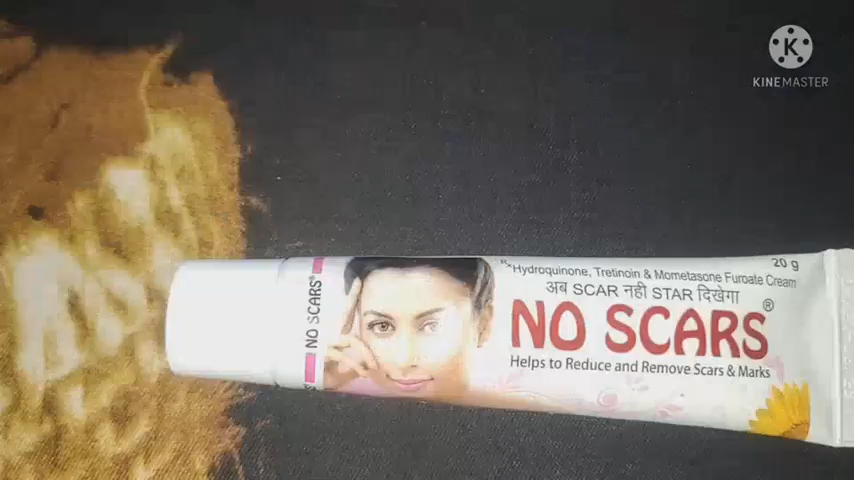 K
KINEMASTER
NO SCARS®
20 g
Rx Hydroquinone, Tretinoin & Mometasone Furoate Cream
अब SCAR नही STAR दिखेगा
NO SCARS®
Helps to Reduce and Remove Scars & Marks